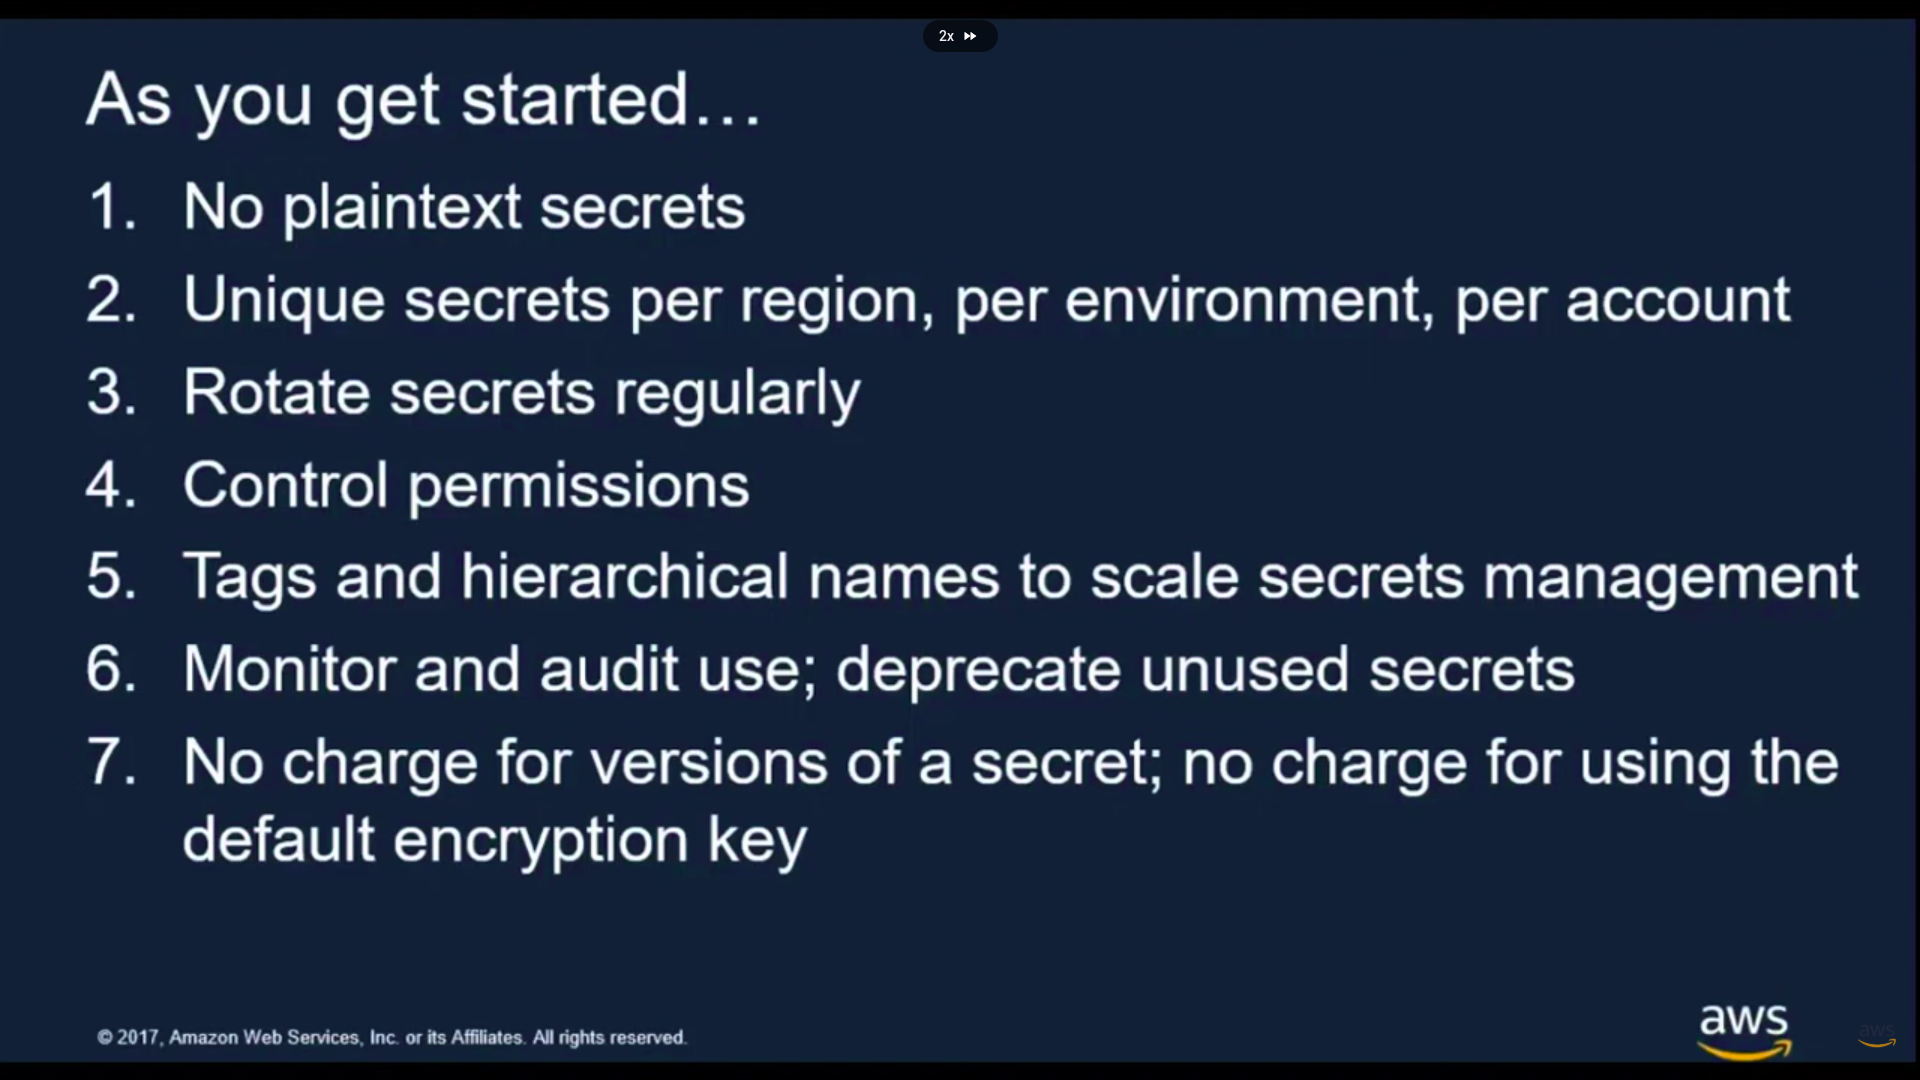 2x
As you get started...
1. No plaintext secrets
2. Unique secrets per region, per environment, per account
3. Rotate secrets regularly
4. Control permissions
5. Tags and hierarchical names to scale secrets management
6. Monitor and audit use; deprecate unused secrets
7. No charge for versions of a secret; no charge for using the
default encryption key
© 2017, Amazon Web Services, Inc. or its Affiliates. All rights reserved.
aws
aws